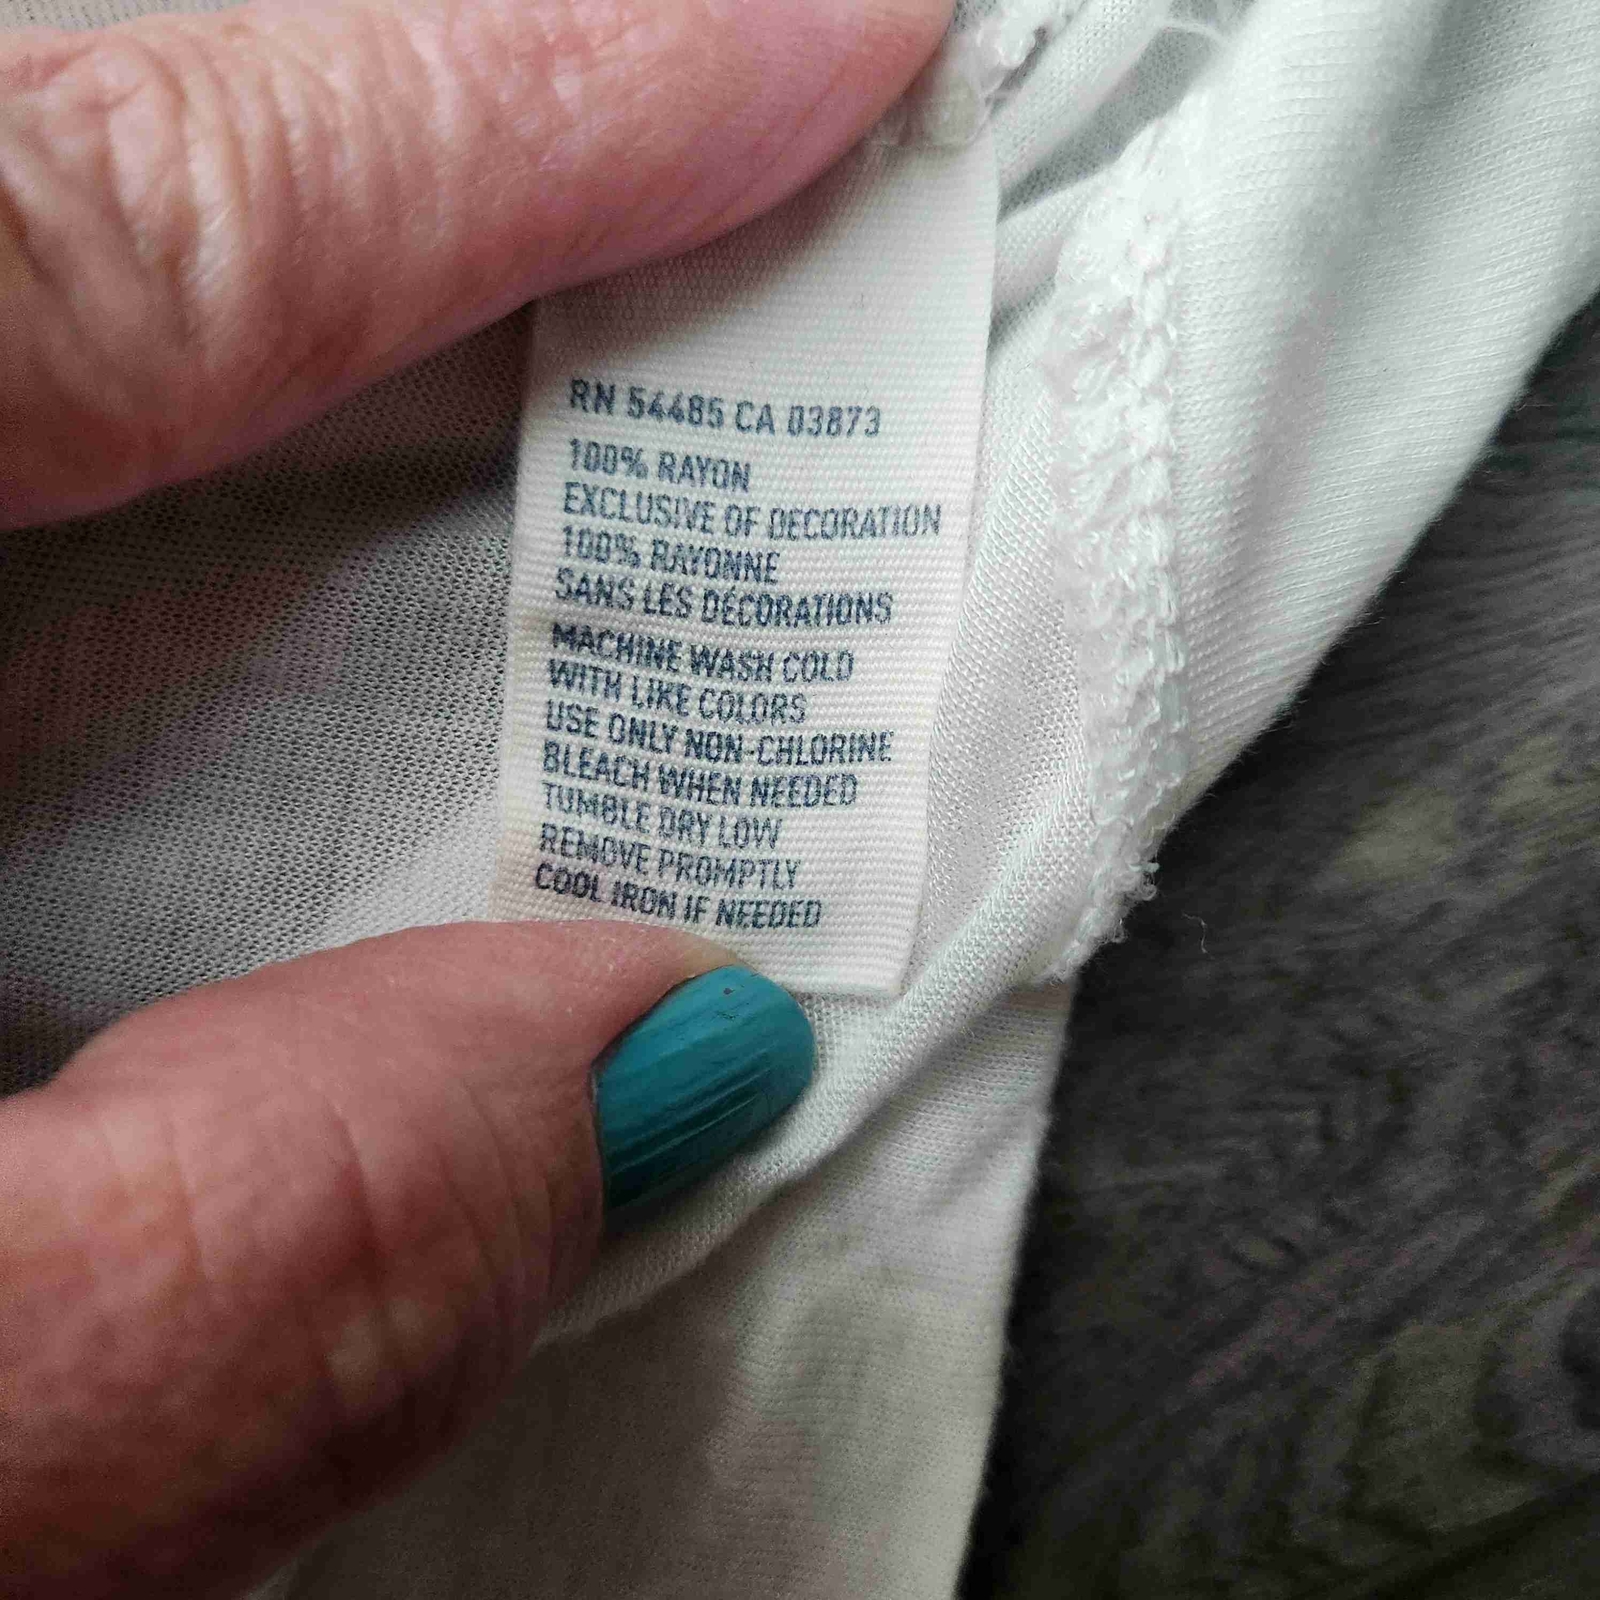 RN 54485 CA 03873
100% RAYON
EXCLUSIVE OF DECORATION
100% RAYONNE
SANS LES DÉCORATIONS
MACHINE WASH COLD
WITH LIKE COLORS
USE ONLY NON-CHLORINE
BLEACH WHEN NEEDED
TUMBLE DRY LOW
REMOVE PROMPTLY
COOL IRON IF NEEDED